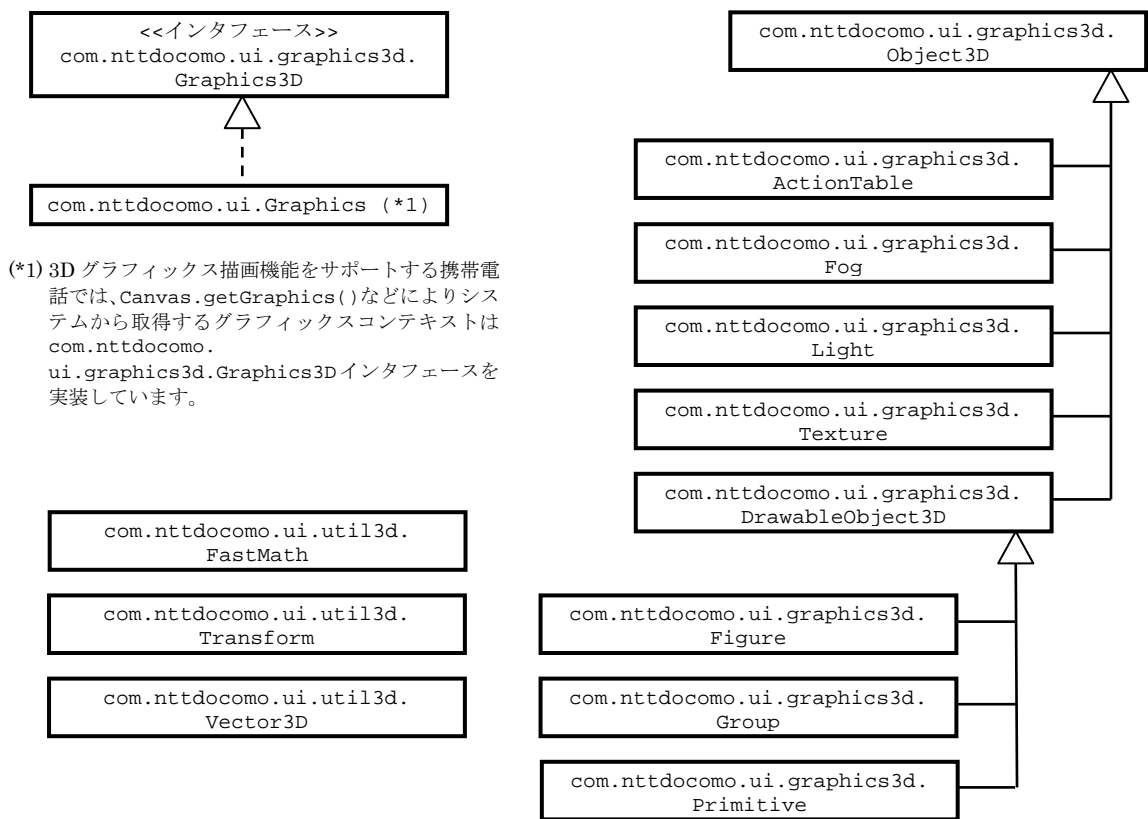 <<インタフェース>>
com.nttdocomo.ui.graphics3d.
Graphics3D
com.nttdocomo.ui.Graphics (*1)
(*1) 3D グラフィックス描画機能をサポートする携帯電
話では、Canvas.getGraphics()などによりシス
テムから取得するグラフィックスコンテキストは
com.nttdocomo.
ui.graphics3d.Graphics3Dインタフェースを
実装しています。
com.nttdocomo.ui.util3d.
FastMath
com.nttdocomo.ui.util3d.
Transform
com.nttdocomo.ui.util3d.
Vector3D
com.nttdocomo.ui.graphics3d.
Object3D
com.nttdocomo.ui.graphics3d.
ActionTable
com.nttdocomo.ui.graphics3d.
Fog
com.nttdocomo.ui.graphics3d.
Light
com.nttdocomo.ui.graphics3d.
Texture
com.nttdocomo.ui.graphics3d.
DrawableObject3D
com.nttdocomo.ui.graphics3d.
Figure
com.nttdocomo.ui.graphics3d.
Group
com.nttdocomo.ui.graphics3d.
Primitive